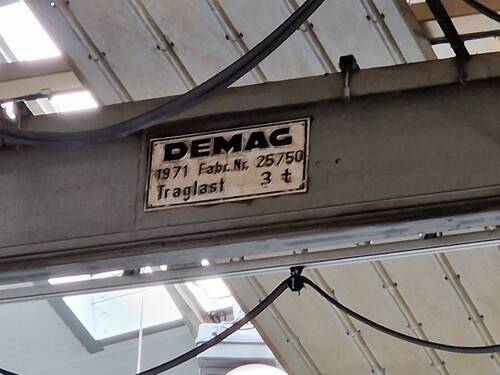 DEMAG
1971 Fabr. Nr. 25750
Traglast 3 t